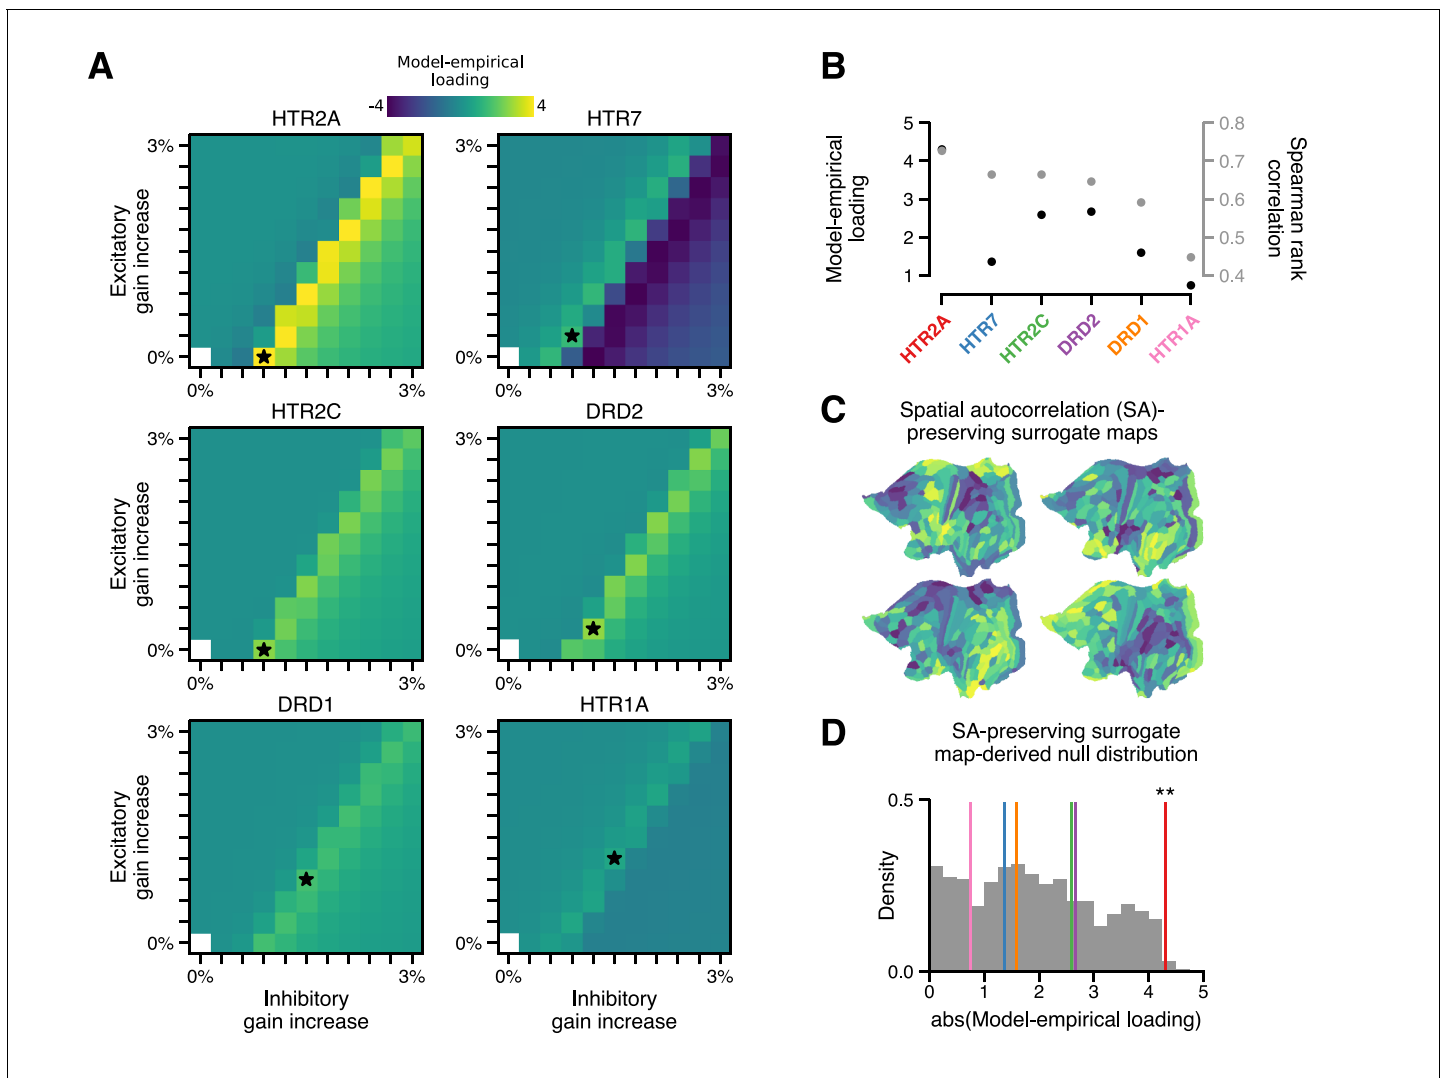 A
Model-empirical
loading
-4
4
HTR2A
HTR7
3%
0%
0%
3%
Excitatory
gain increase
3%
0%
0%
3%
HTR2C
DRD2
3%
0%
0%
3%
Excitatory
gain increase
3%
0%
0%
3%
DRD1
HTR1A
3%
0%
0%
3%
Excitatory
gain increase
Inhibitory
gain increase
3%
0%
0%
3%
Inhibitory
gain increase
B
Model-empirical
loading
5
4
3
2
1
0.8
0.7
0.6
0.5
0.4
Spearman rank
correlation
HTR2A
HTR7
HTR2C
DRD2
DRD1
HTR1A
C
Spatial autocorrelation (SA)-
preserving surrogate maps
D
SA-preserving surrogate
map-derived null distribution
**
Density
0.5
0.0
0
1
2
3
4
5
abs(Model-empirical loading)